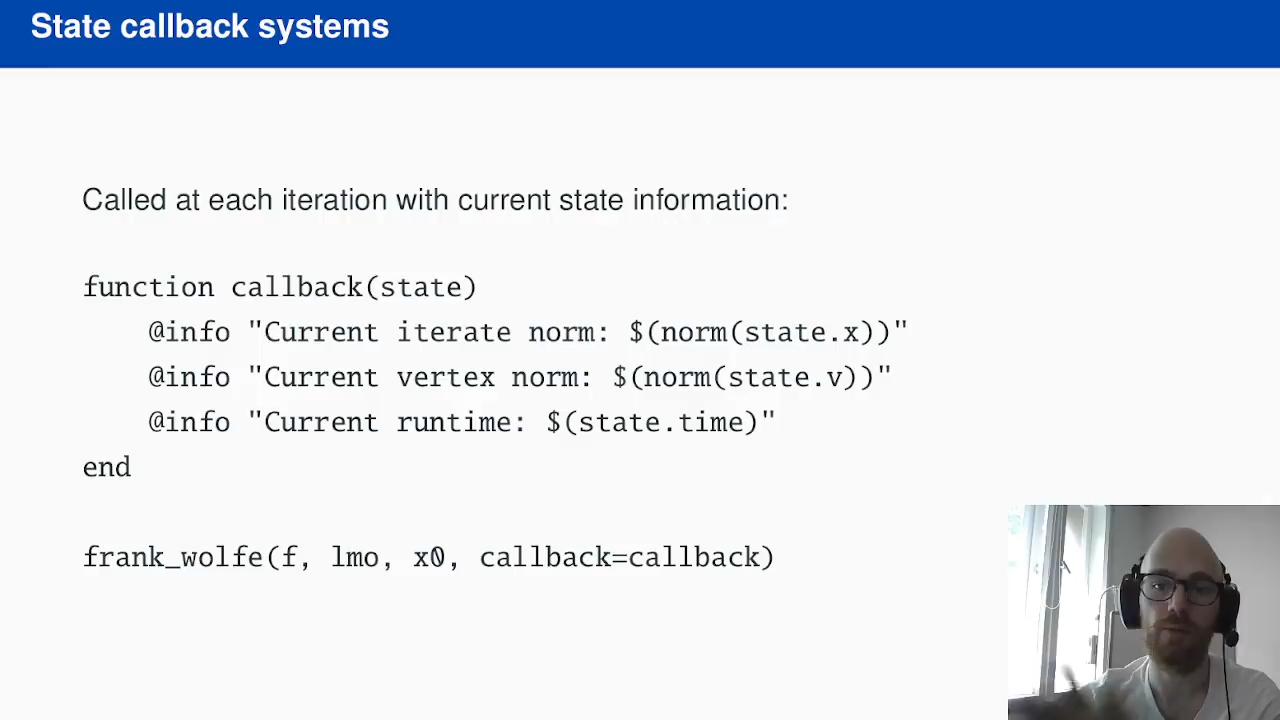 State callback systems
Called at each iteration with current state information:
function callback(state)
@info "Current iterate norm: $(norm(state.x))"
@info "Current vertex norm: $(norm(state.v))"
@info "Current runtime: $(state.time)"
end
frank_wolfe(f, lmo, x0, callback=callback)